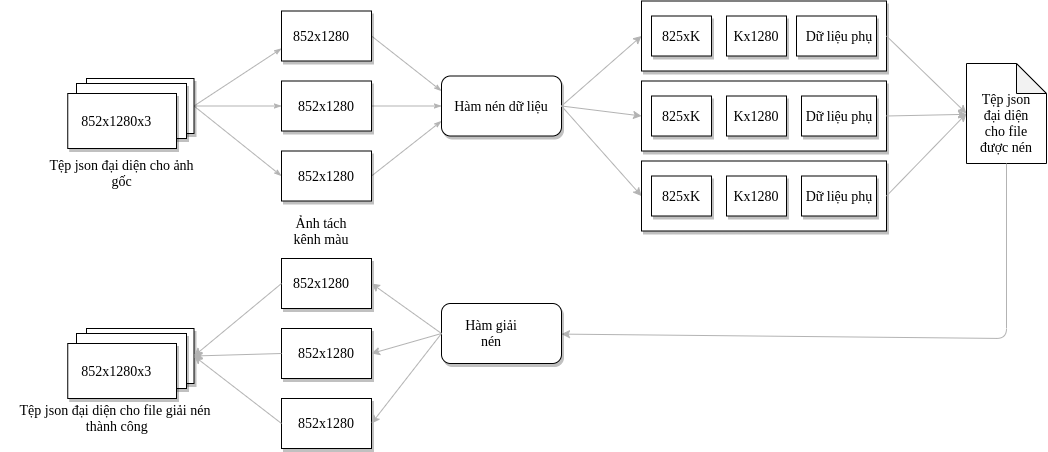 852x1280x3
Tệp json đại diện cho ảnh
gốc
852x1280
852x1280
852x1280
Ảnh tách
kênh màu
Hàm nén dữ liệu
825xK
Kx1280
Dữ liệu phụ
825xK
Kx1280
Dữ liệu phụ
825xK
Kx1280
Dữ liệu phụ
Tệp json
đại diện
cho file
được nén
Hàm giải
nén
852x1280
852x1280
852x1280
852x1280x3
Tệp json đại diện cho file giải nén
thành công